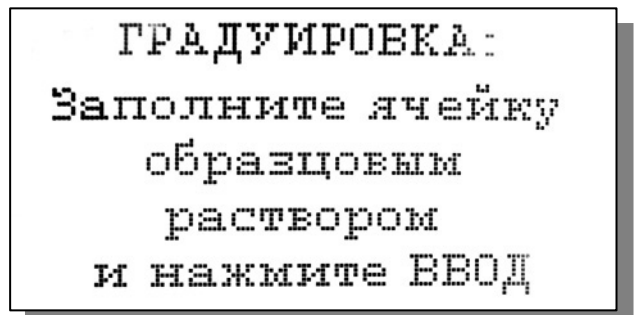 ГРАДУИРОВКА:
Заполните ячейку
образцовым
раствором
и нажмите ВВОД